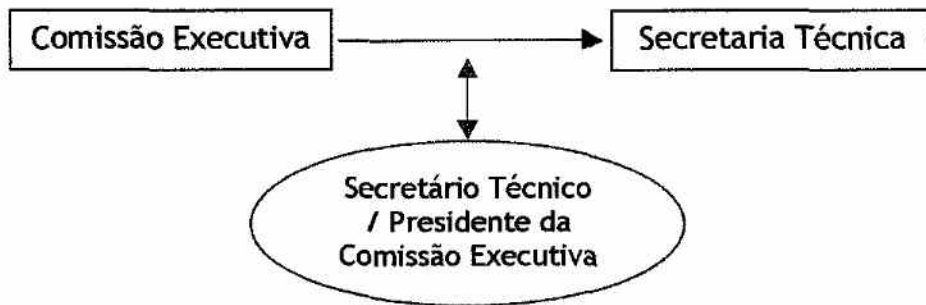 Comissão Executiva
Secretaria Técnica
Secretário Técnico
/ Presidente da
Comissão Executiva